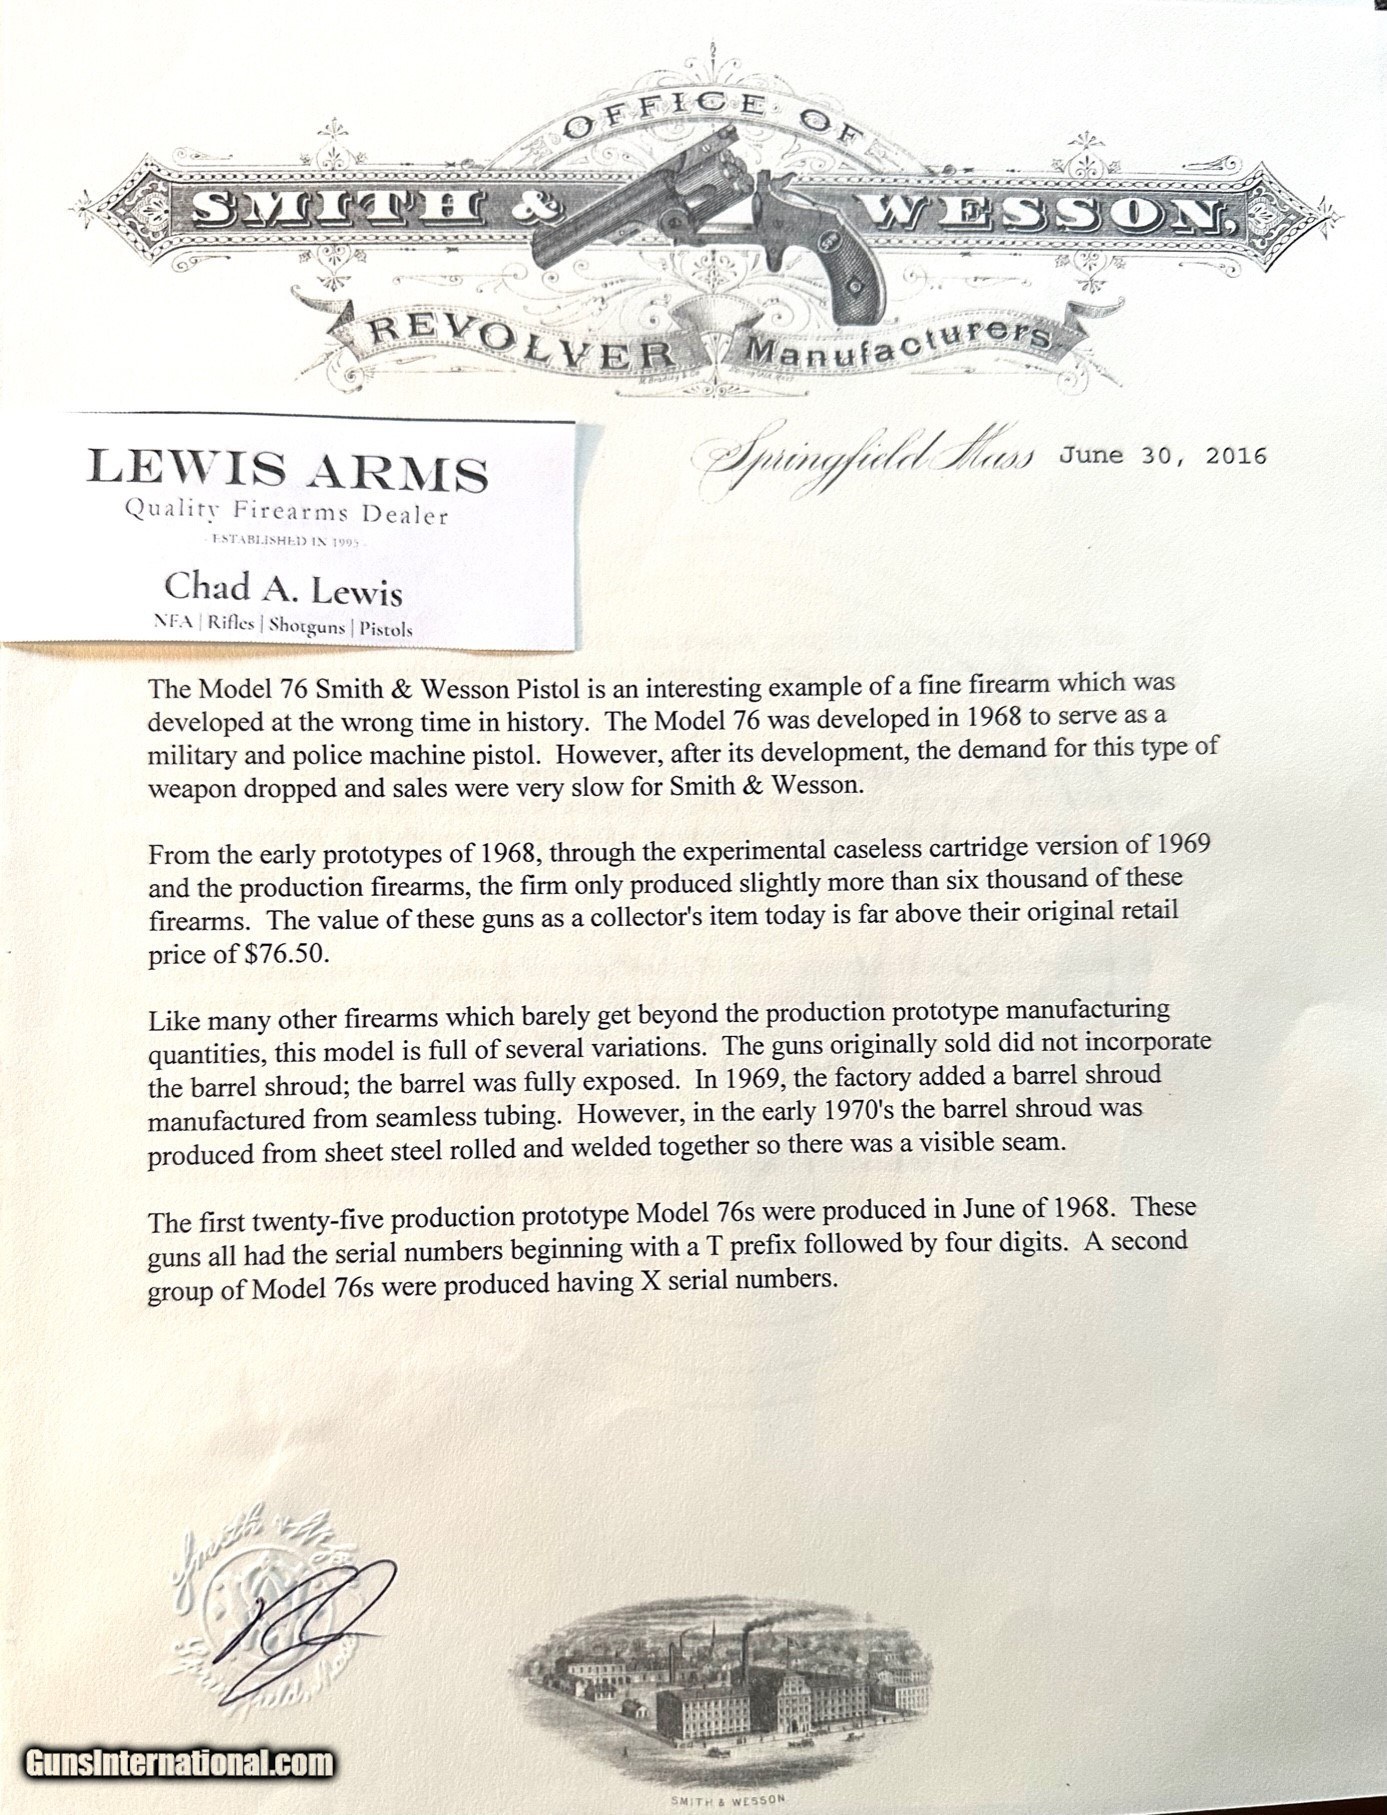 OFFICE OF
SMITH & WESSON,
REVOLVER Manufacturers
Springfield Mass June 30, 2016
LEWIS ARMS
Quality Firearms Dealer
ESTABLISHED IN 1995
Chad A. Lewis
NFA | Rifles | Shotguns | Pistols
The Model 76 Smith & Wesson Pistol is an interesting example of a fine firearm which was
developed at the wrong time in history.  The Model 76 was developed in 1968 to serve as a
military and police machine pistol.  However, after its development, the demand for this type of
weapon dropped and sales were very slow for Smith & Wesson.
From the early prototypes of 1968, through the experimental caseless cartridge version of 1969
and the production firearms, the firm only produced slightly more than six thousand of these
firearms.  The value of these guns as a collector's item today is far above their original retail
price of $76.50.
Like many other firearms which barely get beyond the production prototype manufacturing
quantities, this model is full of several variations.  The guns originally sold did not incorporate
the barrel shroud; the barrel was fully exposed.  In 1969, the factory added a barrel shroud
manufactured from seamless tubing.  However, in the early 1970's the barrel shroud was
produced from sheet steel rolled and welded together so there was a visible seam.
The first twenty-five production prototype Model 76s were produced in June of 1968.  These
guns all had the serial numbers beginning with a T prefix followed by four digits.  A second
group of Model 76s were produced having X serial numbers.
Smith &
Springfield, Mass
SMITH & WESSON
GunsInternational.com